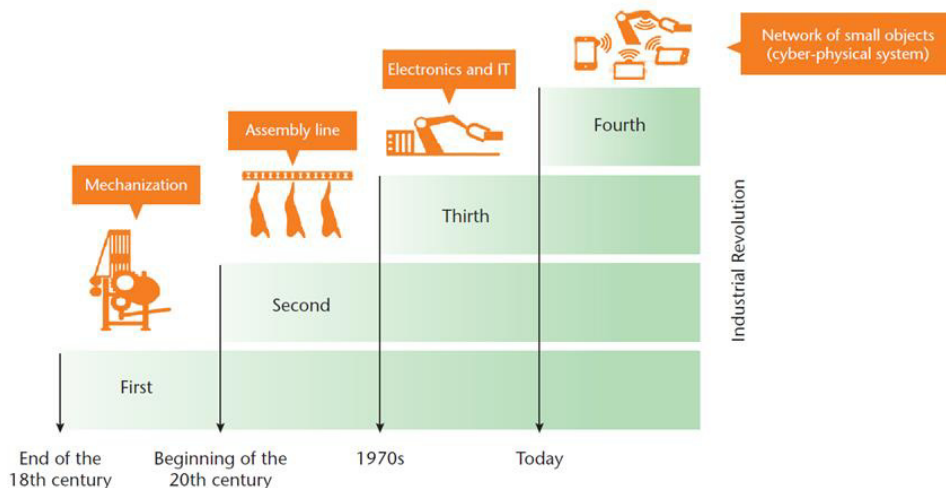 Network of small objects
(cyber-physical system)
Electronics and IT
Assembly line
Mechanization
Fourth
Thirth
Second
First
Industrial Revolution
End of the
18th century
Beginning of the
20th century
1970s
Today